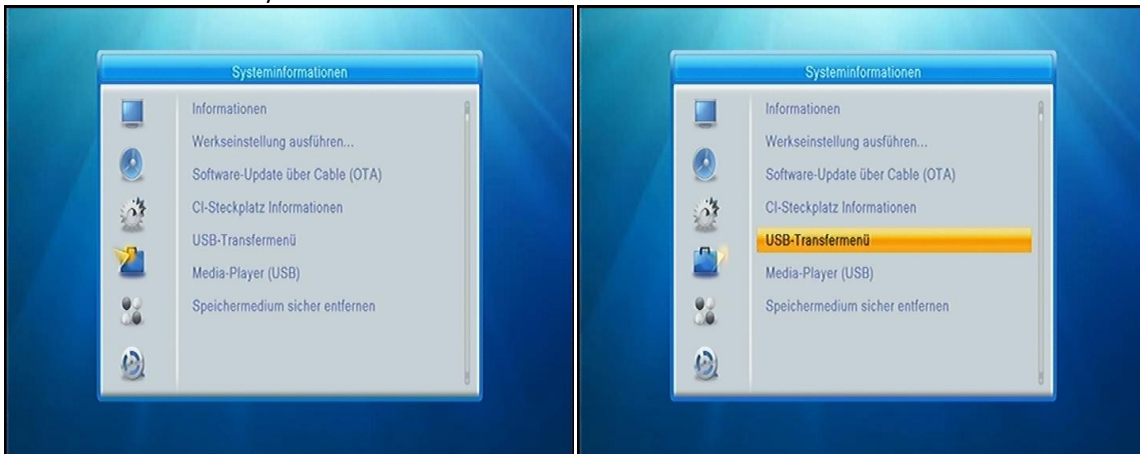 Systeminformationen
Informationen
Werkseinstellung ausführen...
Software-Update über Cable (OTA)
CI-Steckplatz Informationen
USB-Transfermenü
Media-Player (USB)
Speichermedium sicher entfernen
Systeminformationen
Informationen
Werkseinstellung ausführen...
Software-Update über Cable (OTA)
CI-Steckplatz Informationen
USB-Transfermenü
Media-Player (USB)
Speichermedium sicher entfernen